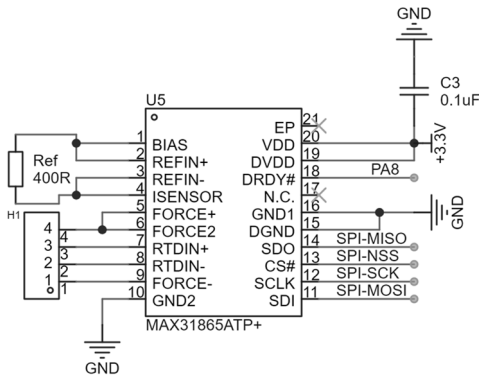 GND
C3
0.1uF
+3.3V
U5
EP 21
1 BIAS VDD 20
2 REFIN+ DVDD 19
3 REFIN- DRDY# 18 PA8
4 ISENSOR N.C. 17
5 FORCE+ GND1 16
6 FORCE2 DGND 15
7 RTDIN+ SDO 14 SPI-MISO
8 RTDIN- CS# 13 SPI-NSS
9 FORCE- SCLK 12 SPI-SCK
10 GND2 SDI 11 SPI-MOSI
MAX31865ATP+
Ref
400R
H1
4 4
3 3
2 2
1 1
GND
GND